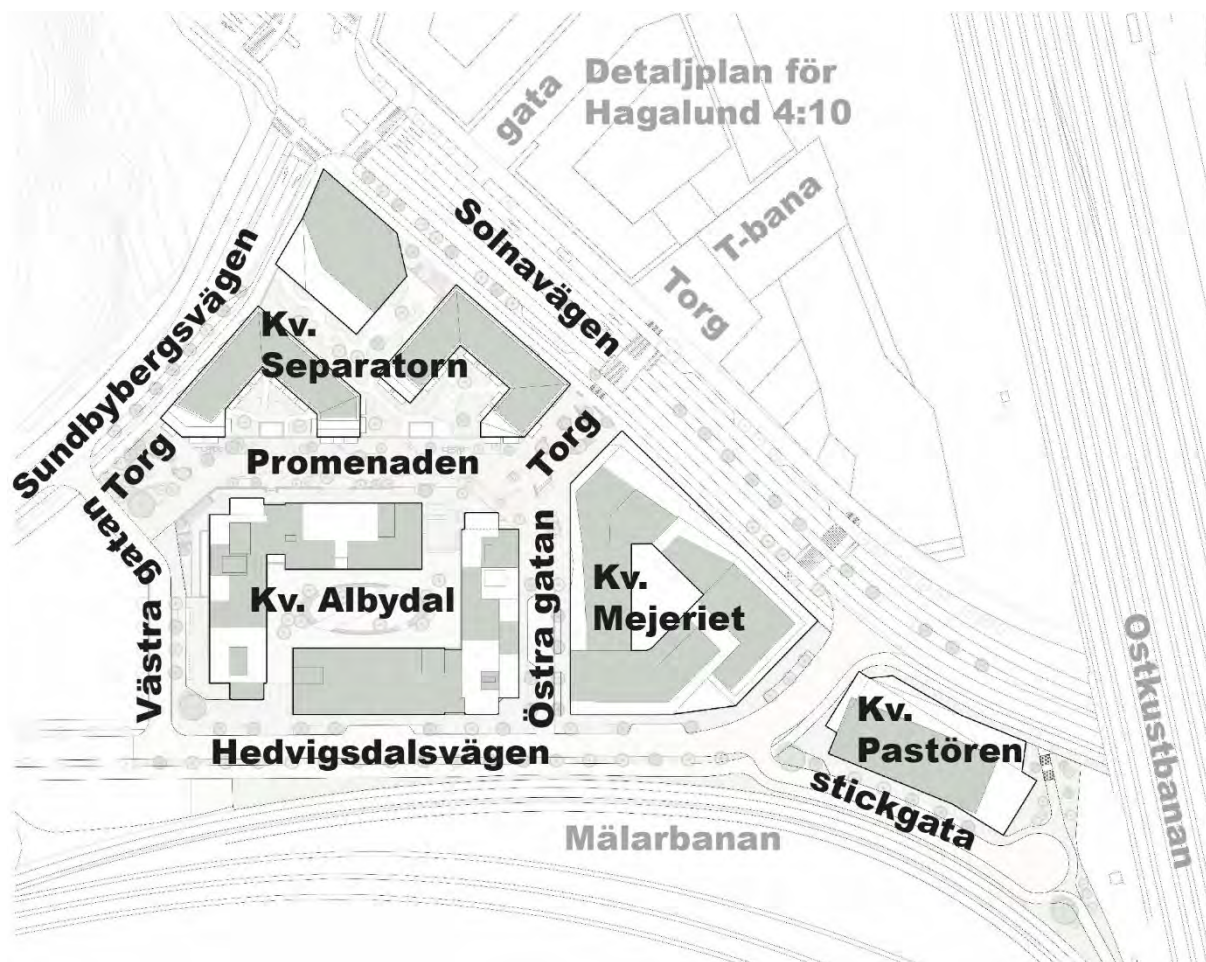 Detaljplan för
Hagalund 4:10
gata
T-bana
Torg
Solnavägen
Sundbybergsvägen
Kv.
Separatorn
Torg
Torg
Promenaden
Västra gatan
Kv. Albydal
Östra gatan
Kv.
Mejeriet
Hedvigsdalsvägen
Kv.
Pastören
stickgata
Mälarbanan
Ostkustbanan